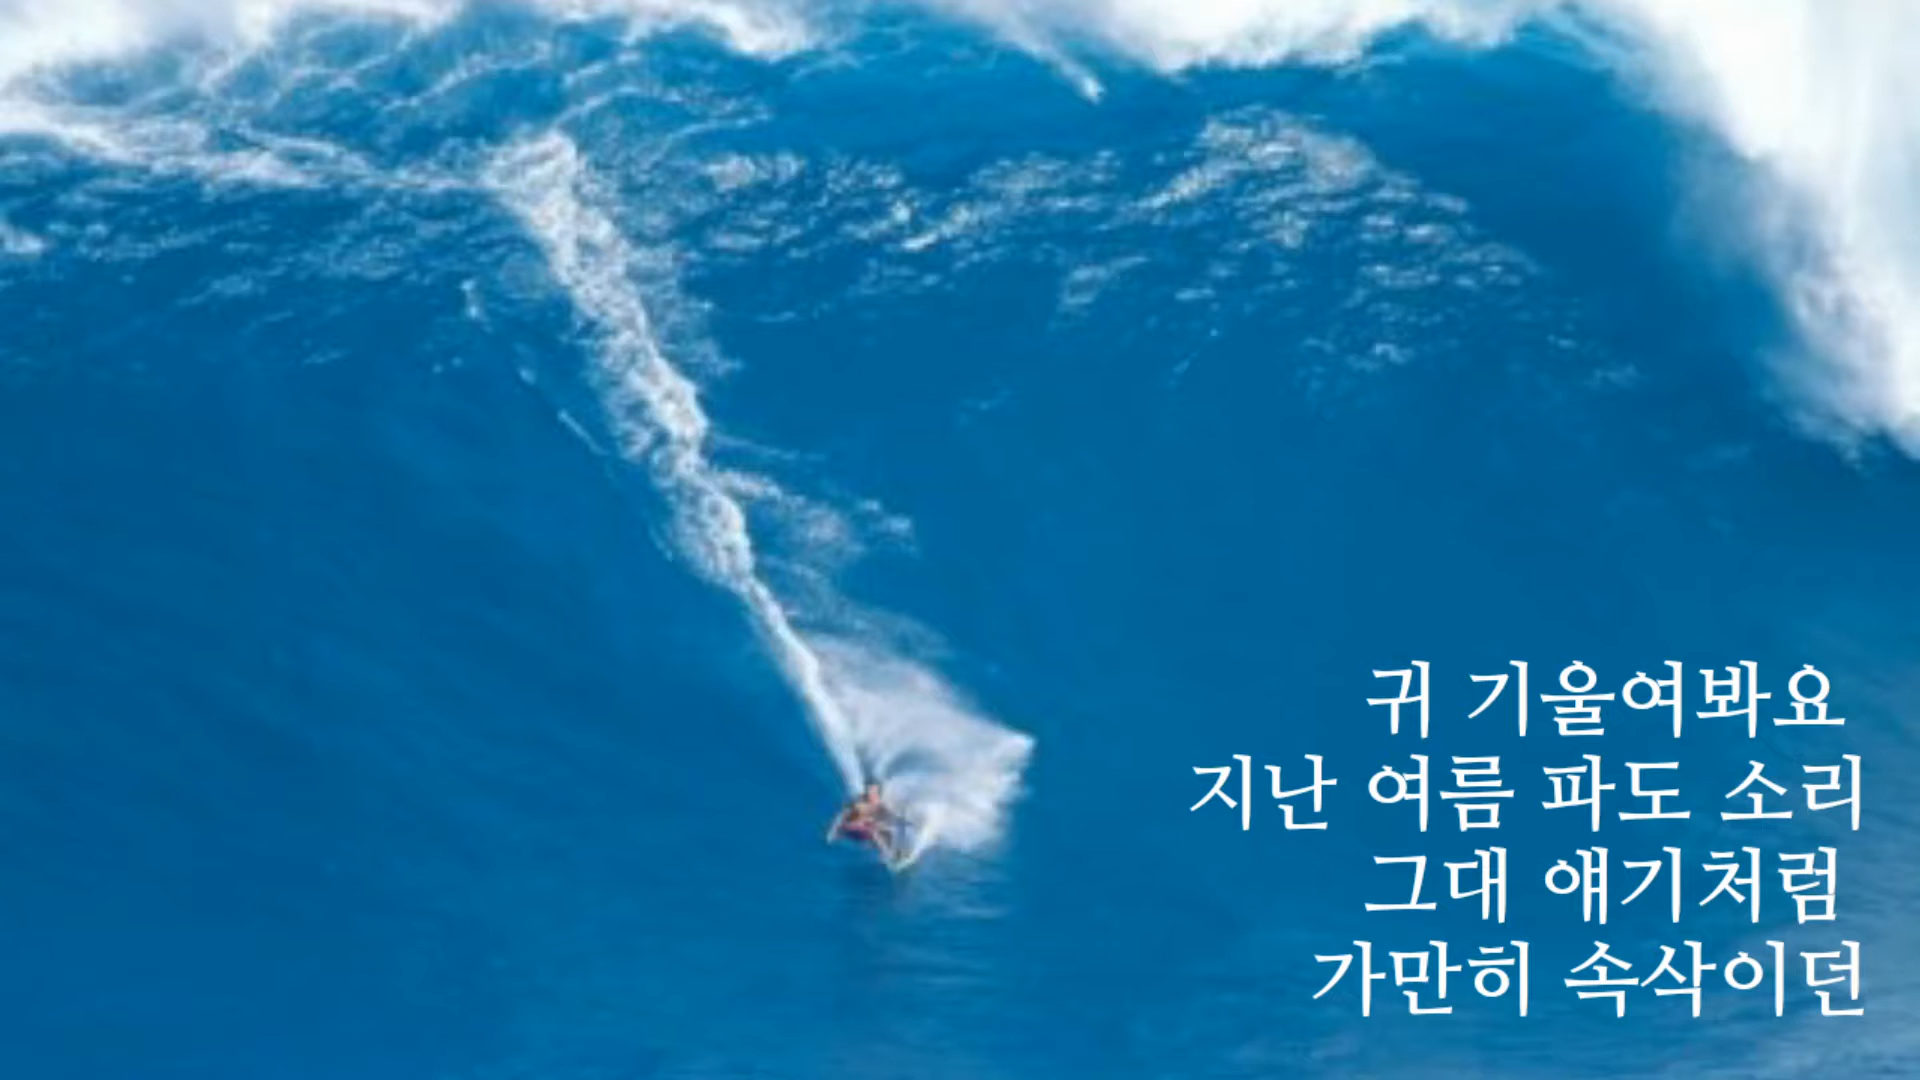 귀 기울여봐요
지난 여름 파도 소리
그대 얘기처럼
가만히 속삭이던